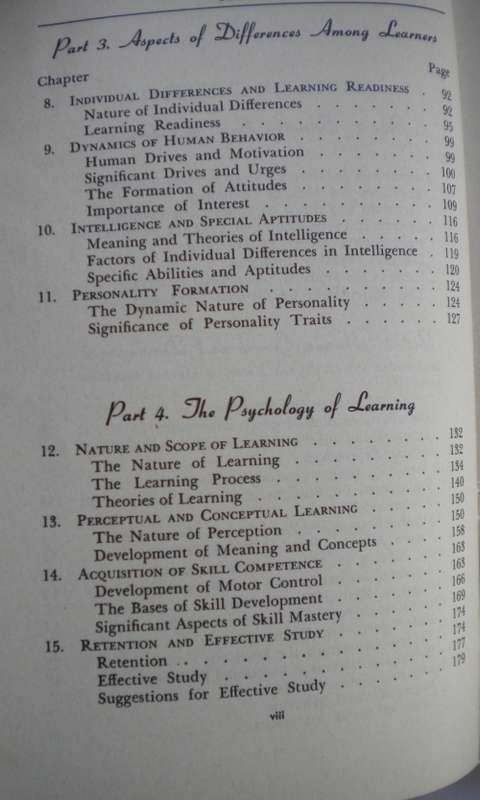 Part 3. Aspects of Differences Among Learners
Chapter Page
8. Individual Differences and Learning Readiness . 92
Nature of Individual Differences . . . . . . . 92
Learning Readiness . . . . . . . . . 95
9. Dynamics of Human Behavior . . . . . . . 99
Human Drives and Motivation . . . . . . . 99
Significant Drives and Urges . . . . . . . 100
The Formation of Attitudes . . . . . . . 107
Importance of Interest . . . . . . . . 109
10. Intelligence and Special Aptitudes . . . . . . 116
Meaning and Theories of Intelligence . . . . . 116
Factors of Individual Differences in Intelligence . 119
Specific Abilities and Aptitudes . . . . . . 120
11. Personality Formation . . . . . . . . 124
The Dynamic Nature of Personality . . . . . 124
Significance of Personality Traits . . . . . . 127
Part 4. The Psychology of Learning
12. Nature and Scope of Learning . . . . . . . 132
The Nature of Learning . . . . . . . . 132
The Learning Process . . . . . . . . . 134
Theories of Learning . . . . . . . . . 140
13. Perceptual and Conceptual Learning . . . . . 150
The Nature of Perception . . . . . . . . 150
Development of Meaning and Concepts . . . . 158
14. Acquisition of Skill Competence . . . . . . 163
Development of Motor Control . . . . . . 163
The Bases of Skill Development . . . . . . 166
Significant Aspects of Skill Mastery . . . . . 169
15. Retention and Effective Study . . . . . . 174
Retention . . . . . . . . . . . 174
Effective Study . . . . . . . . . . 177
Suggestions for Effective Study . . . . . . 179
viii